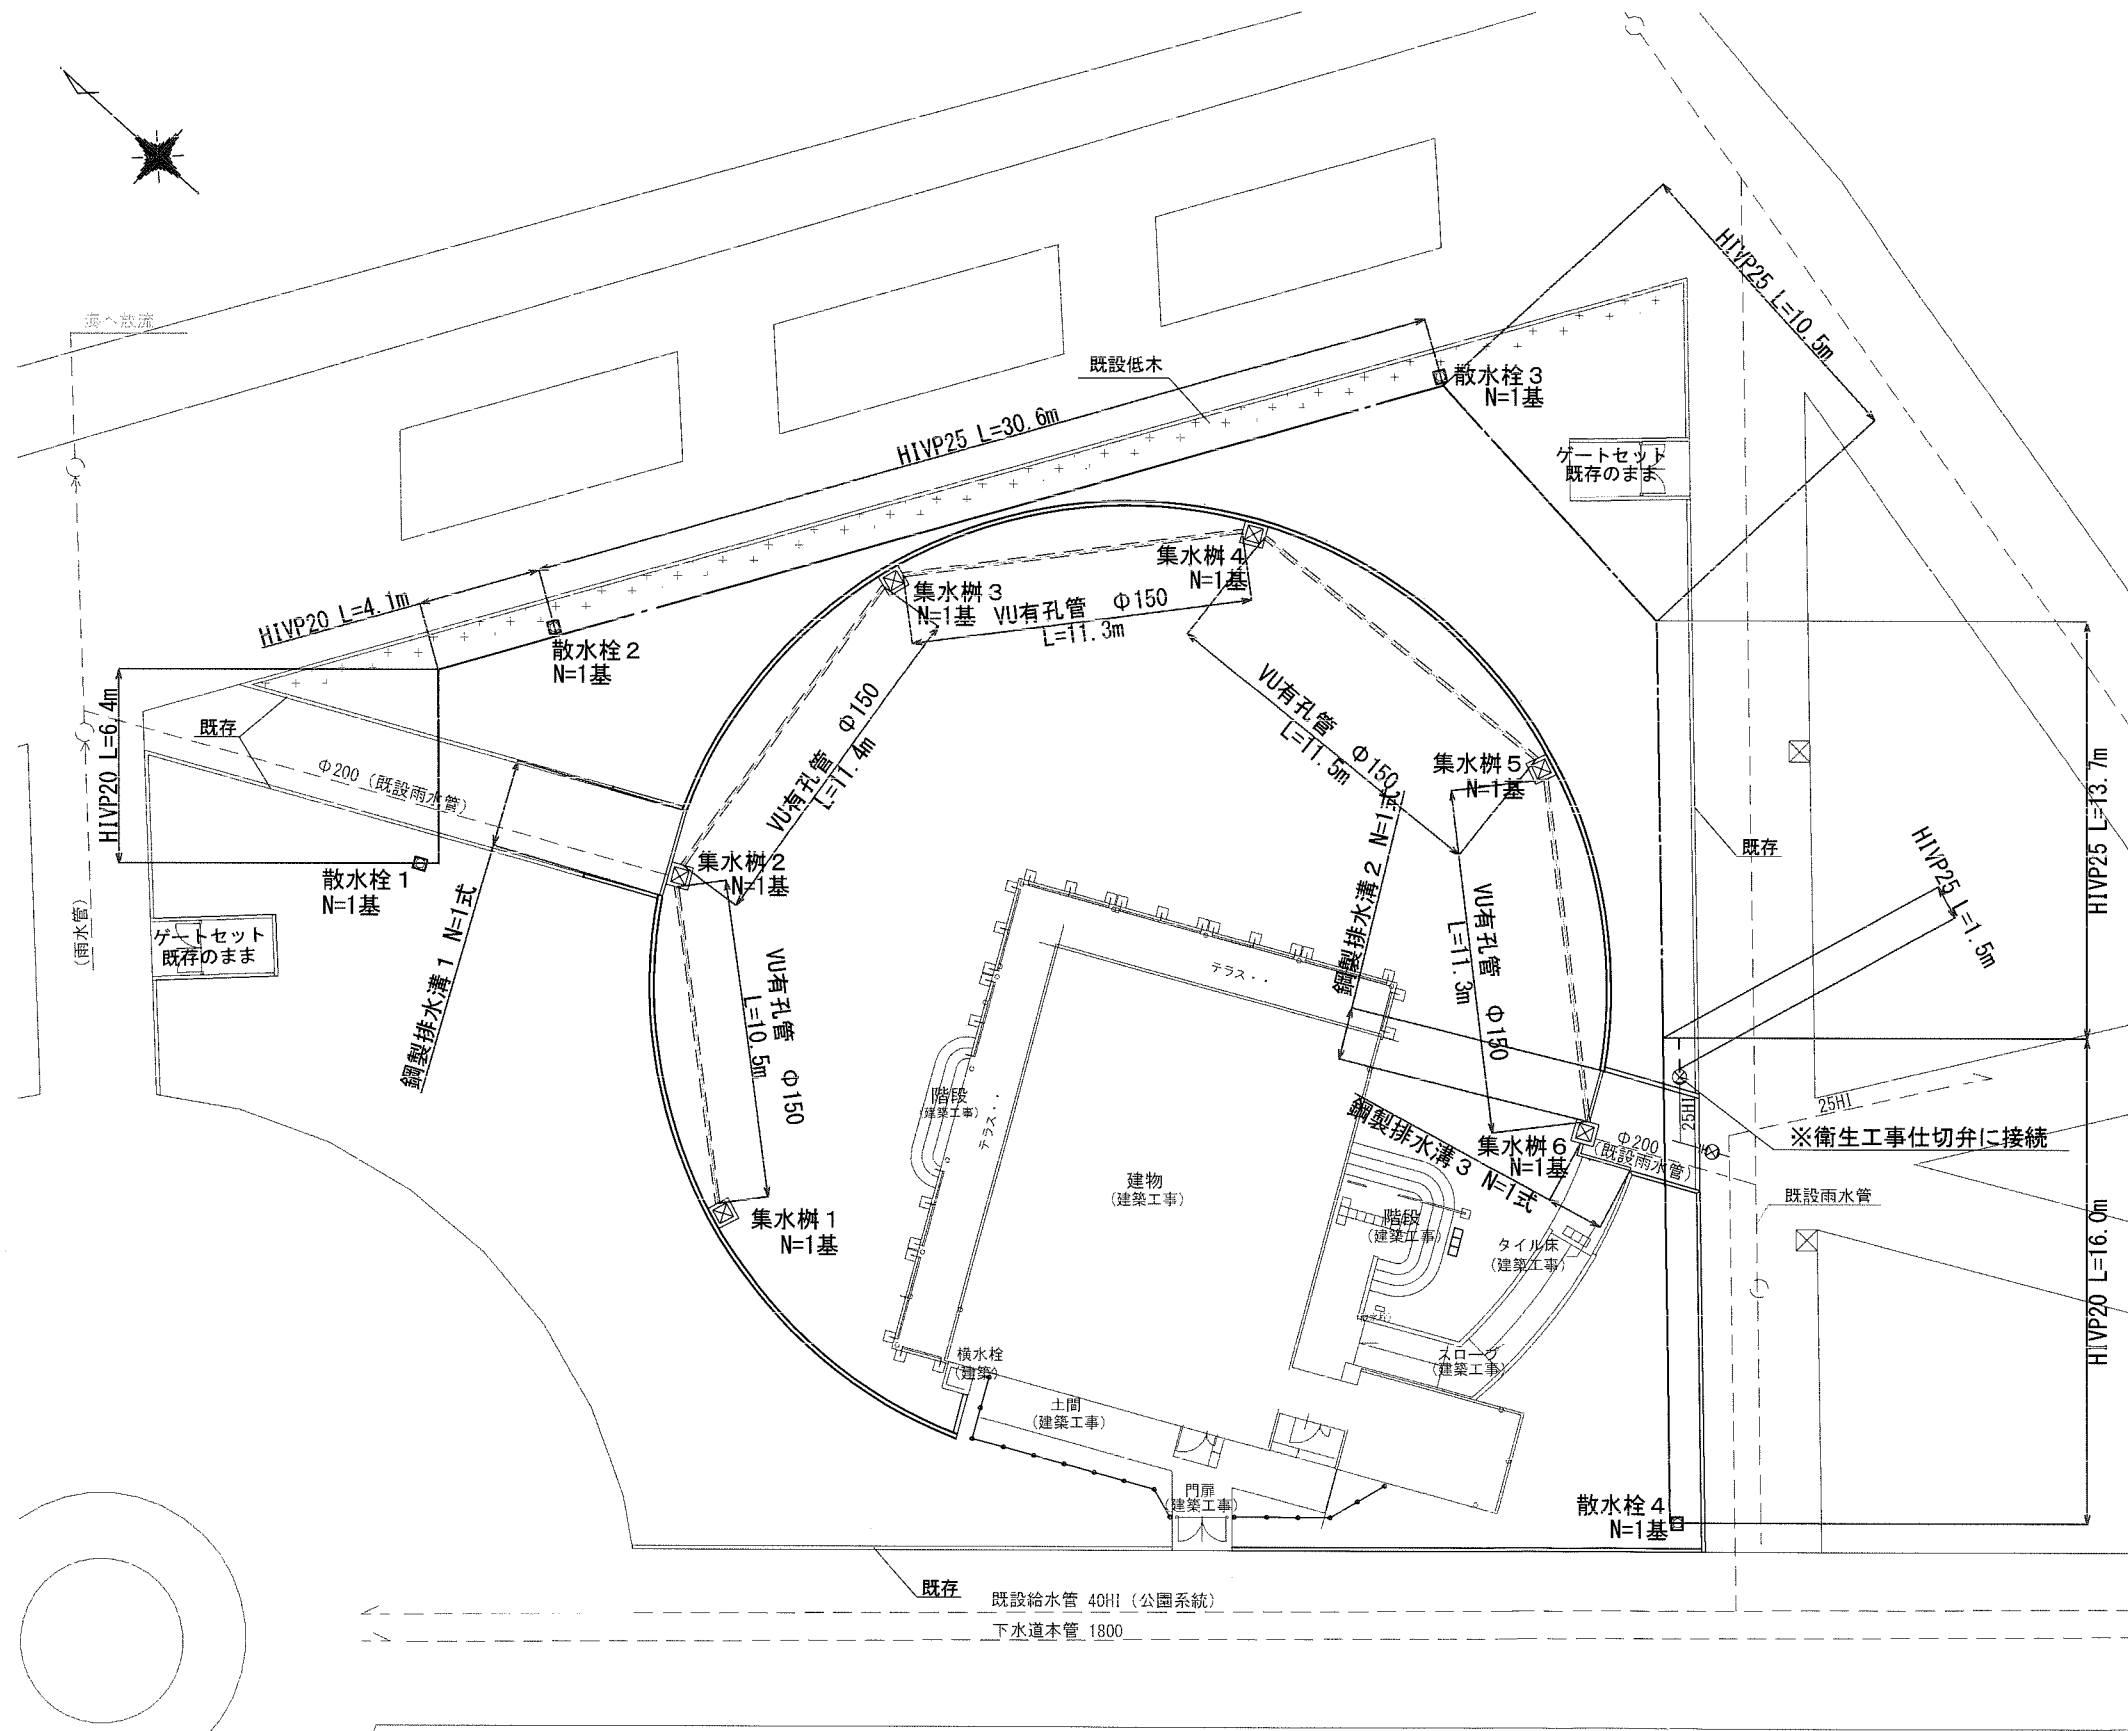 海へ放流
HIVP25 L=10.5m
既設低木
散水栓３
N=1基
HIVP25 L=30.6m
ゲートセット
既存のまま
集水桝４
N=1基
集水桝３
N=1基
VU有孔管 Φ150
L=11.3m
HIVP20 L=4.1m
散水栓２
N=1基
HIVP20 L=6.4m
既存
Φ200（既設雨水管）
VU有孔管 Φ150
L=11.4m
VU有孔管 Φ150
L=11.5m
集水桝５
N=1基
HIVP25 L=13.7m
既存
HIVP25 L=1.5m
集水桝２
N=1基
散水栓１
N=1基
（雨水管）
ゲートセット
既存のまま
鋼製排水溝１ N=1式
VU有孔管 Φ150
L=10.5m
鋼製排水溝２ N=1式
VU有孔管 Φ150
L=11.3m
テラス・・
テラス・・
階段
（建築工事）
25HI
25HI
※衛生工事仕切弁に接続
鋼製排水溝３ N=1式
集水桝６
N=1基
Φ200
（既設雨水管）
建物
（建築工事）
既設雨水管
集水桝１
N=1基
階段
（建築工事）
タイル床
（建築工事）
HIVP20 L=16.0m
横水栓
（建築）
スロープ
（建築工事）
土間
（建築工事）
門扉
（建築工事）
散水栓４
N=1基
既存
既設給水管 40HI（公園系統）
下水道本管 1800